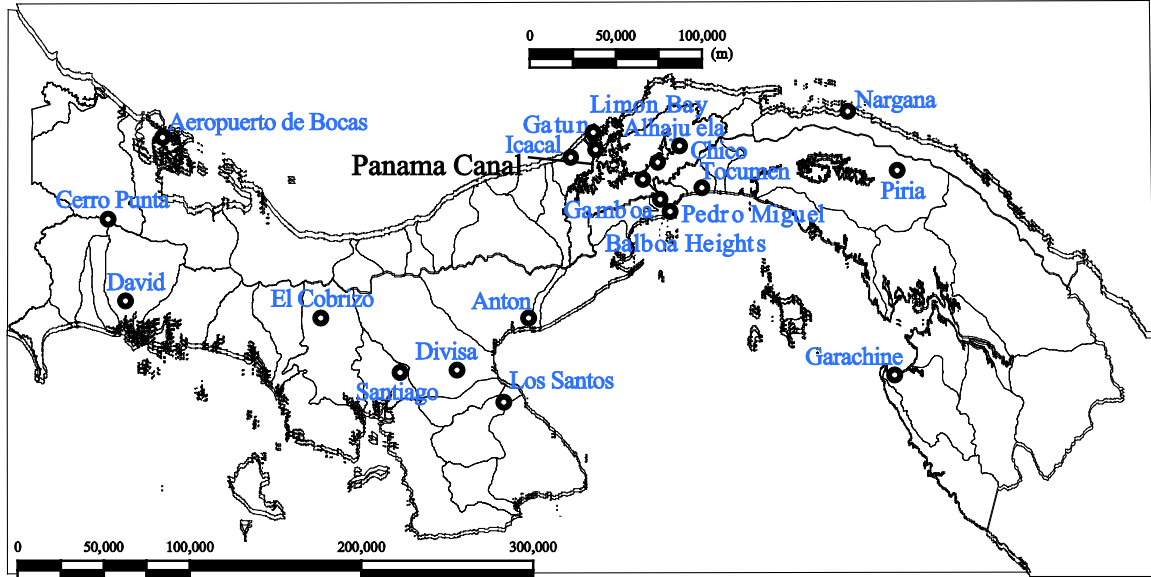 0 50,000 100,000
(m)
Limon Bay
Nargana
Aeropuerto de Bocas
Gatun
Alhajuela
Icacal
Chico
Panama Canal
Tocumen
Piria
Cerro Punta
Gamboa
Pedro Miguel
Balboa Heights
David
El Cobrizo
Anton
Divisa
Garachine
Los Santos
Santiago
0 50,000 100,000 200,000 300,000